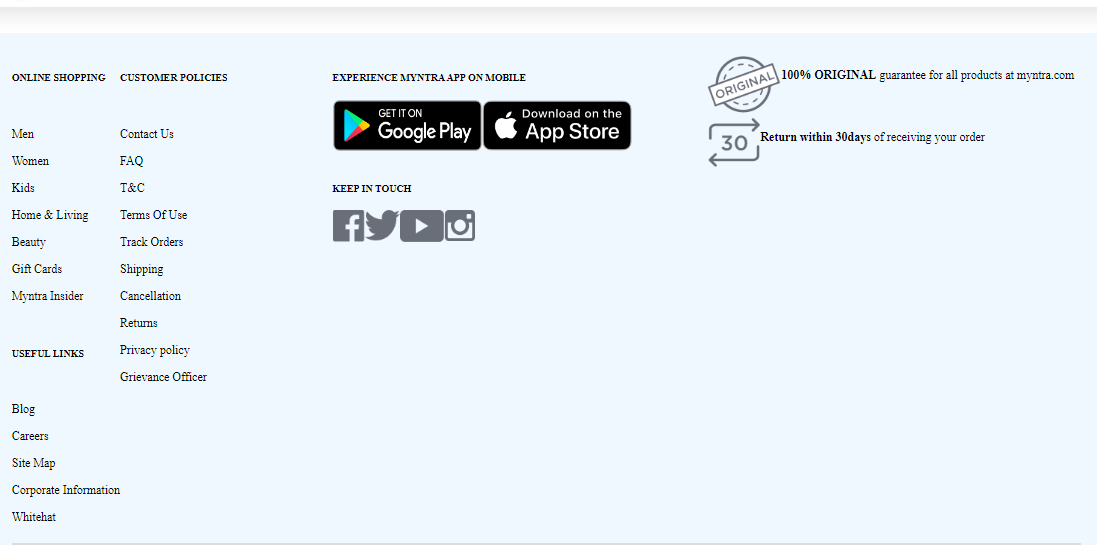 ONLINE SHOPPING
Men
Women
Kids
Home & Living
Beauty
Gift Cards
Myntra Insider
USEFUL LINKS
Blog
Careers
Site Map
Corporate Information
Whitehat
CUSTOMER POLICIES
Contact Us
FAQ
T&C
Terms Of Use
Track Orders
Shipping
Cancellation
Returns
Privacy policy
Grievance Officer
EXPERIENCE MYNTRA APP ON MOBILE
GET IT ON
Google Play
Download on the
App Store
KEEP IN TOUCH
ORIGINAL
100% ORIGINAL guarantee for all products at myntra.com
30
Return within 30days of receiving your order